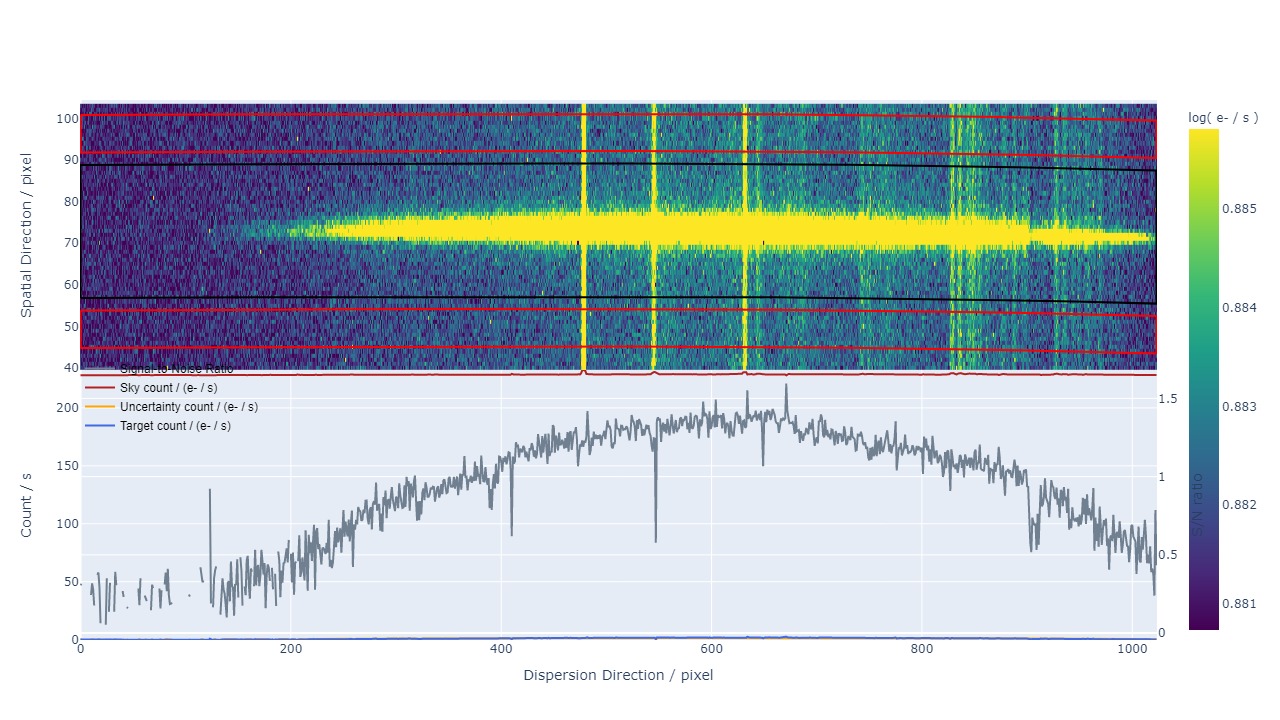 log( e- / s )
100
90
80
70
60
50
40
Spatial Direction / pixel
0.885
0.884
0.883
0.882
0.881
Signal-to-Noise Ratio
Sky count / (e- / s)
Uncertainty count / (e- / s)
Target count / (e- / s)
200
150
100
50
0
Count / s
1.5
1
0.5
0
S/N ratio
0 200 400 600 800 1000
Dispersion Direction / pixel